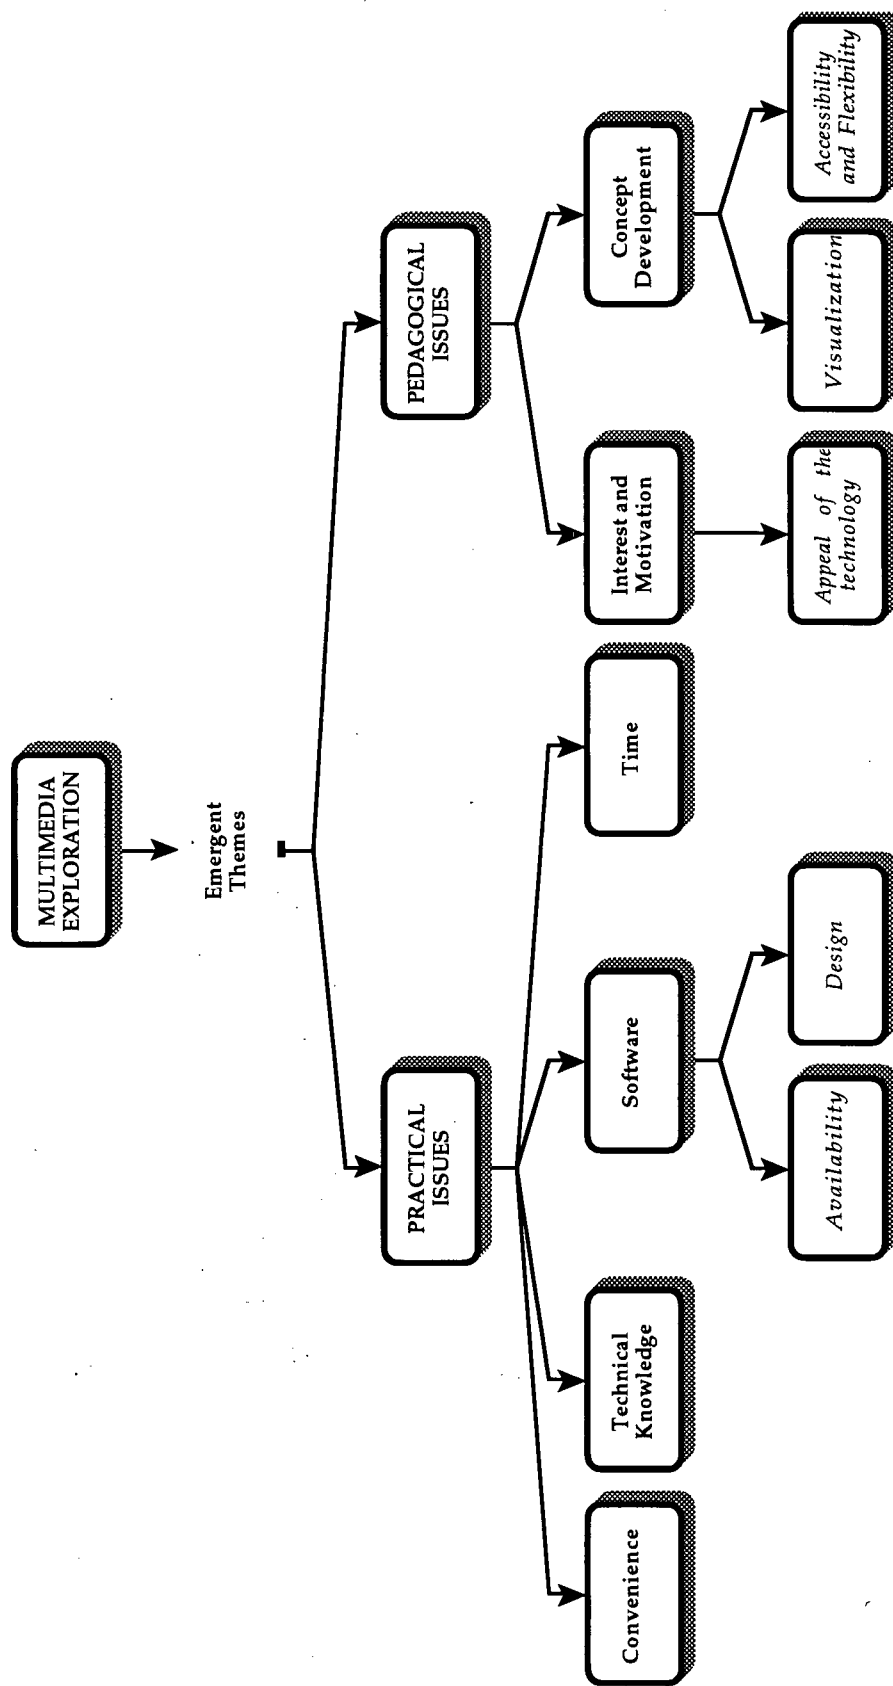 MULTIMEDIA
EXPLORATION
Emergent
Themes
PRACTICAL
ISSUES
PEDAGOGICAL
ISSUES
Convenience
Technical
Knowledge
Software
Time
Interest and
Motivation
Concept
Development
Availability
Design
Appeal of the
technology
Visualization
Accessibility
and Flexibility